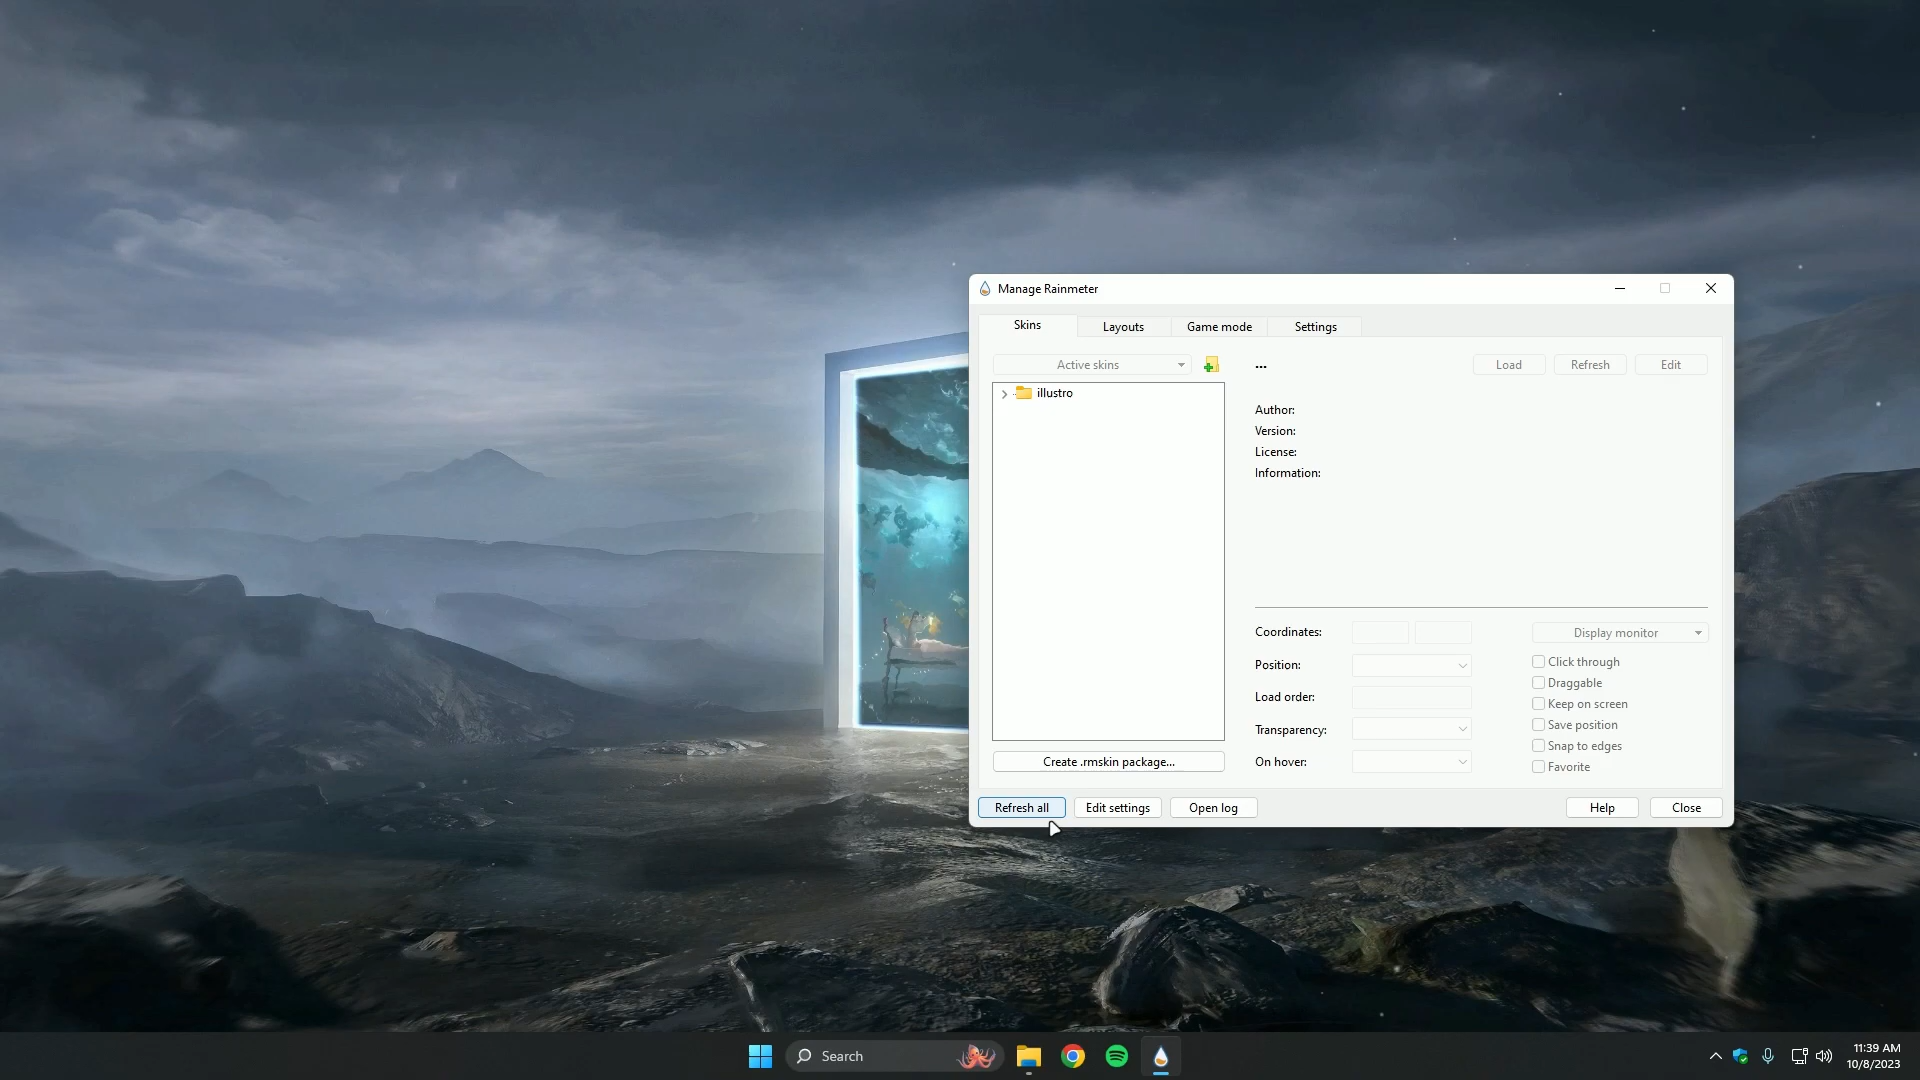 Manage Rainmeter
Skins
Layouts
Game mode
Settings
Active skins
...
Load
Refresh
Edit
illustro
Author:
Version:
License:
Information:
Coordinates:
Display monitor
Position:
Click through
Draggable
Load order:
Keep on screen
Transparency:
Save position
Snap to edges
On hover:
Favorite
Create .rmskin package...
Refresh all
Edit settings
Open log
Help
Close
Search
11:39 AM
10/8/2023